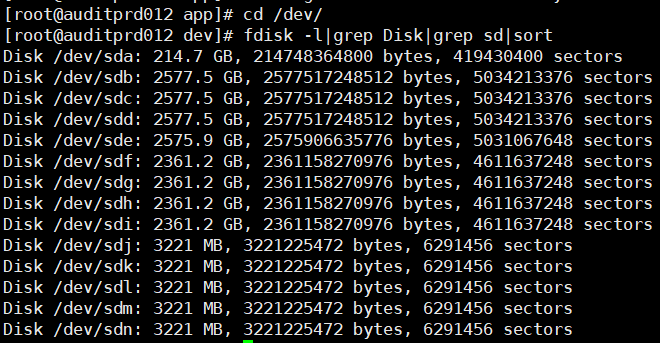 [root@auditprd012 app]# cd /dev/
[root@auditprd012 dev]# fdisk -l|grep Disk|grep sd|sort
Disk /dev/sda: 214.7 GB, 214748364800 bytes, 419430400 sectors
Disk /dev/sdb: 2577.5 GB, 2577517248512 bytes, 5034213376 sectors
Disk /dev/sdc: 2577.5 GB, 2577517248512 bytes, 5034213376 sectors
Disk /dev/sdd: 2577.5 GB, 2577517248512 bytes, 5034213376 sectors
Disk /dev/sde: 2575.9 GB, 2575906635776 bytes, 5031067648 sectors
Disk /dev/sdf: 2361.2 GB, 2361158270976 bytes, 4611637248 sectors
Disk /dev/sdg: 2361.2 GB, 2361158270976 bytes, 4611637248 sectors
Disk /dev/sdh: 2361.2 GB, 2361158270976 bytes, 4611637248 sectors
Disk /dev/sdi: 2361.2 GB, 2361158270976 bytes, 4611637248 sectors
Disk /dev/sdj: 3221 MB, 3221225472 bytes, 6291456 sectors
Disk /dev/sdk: 3221 MB, 3221225472 bytes, 6291456 sectors
Disk /dev/sdl: 3221 MB, 3221225472 bytes, 6291456 sectors
Disk /dev/sdm: 3221 MB, 3221225472 bytes, 6291456 sectors
Disk /dev/sdn: 3221 MB, 3221225472 bytes, 6291456 sectors